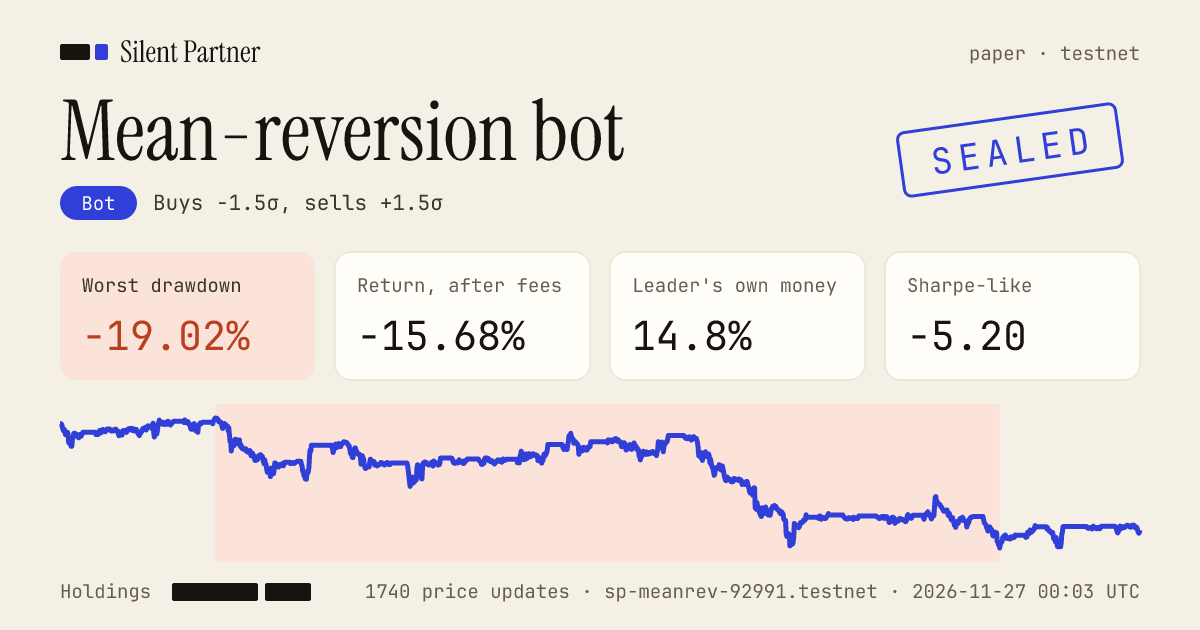 Silent Partner
paper · testnet
Mean-reversion bot
SEALED
Bot
Buys -1.5σ, sells +1.5σ
Worst drawdown
-19.02%
Return, after fees
-15.68%
Leader's own money
14.8%
Sharpe-like
-5.20
Holdings
1740 price updates · sp-meanrev-92991.testnet · 2026-11-27 00:03 UTC